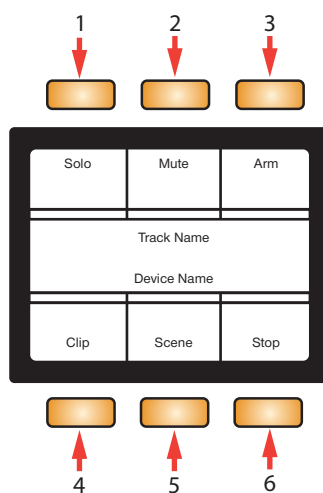 1 2 3
Solo Mute Arm
Track Name
Device Name
Clip Scene Stop
4 5 6